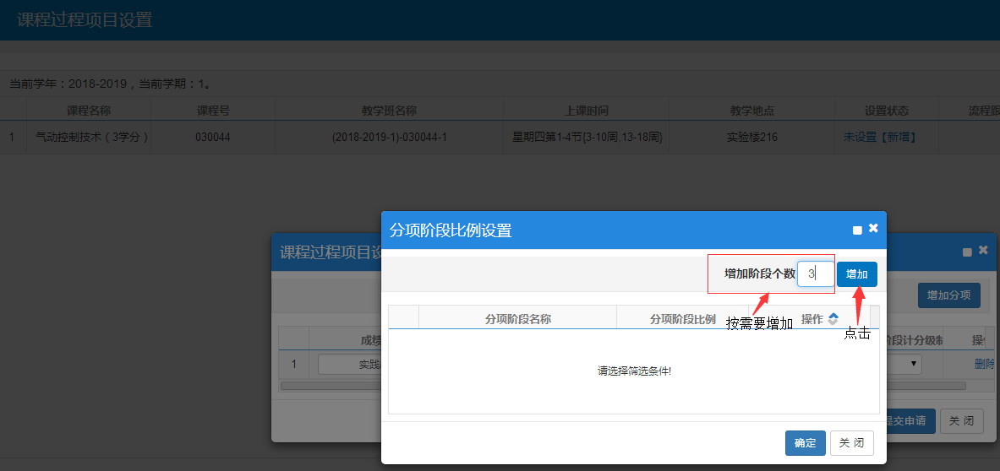 课程过程项目设置
当前学年：2018-2019，当前学期：1。
课程名称 课程号 教学班名称 上课时间 教学地点 设置状态 流程跟
1 气动控制技术（3学分） 030044 (2018-2019-1)-030044-1 星期四第1-4节{3-10周,13-18周} 实验楼216 未设置【新增】
分项阶段比例设置
课程过程项目设
增加阶段个数 3 增加
增加分项
分项阶段名称 分项阶段比例 操作
按需要增加
点击
成绩 阶段计分级制 操作
1 实践 删除
请选择筛选条件!
提交申请 关 闭
确定 关 闭